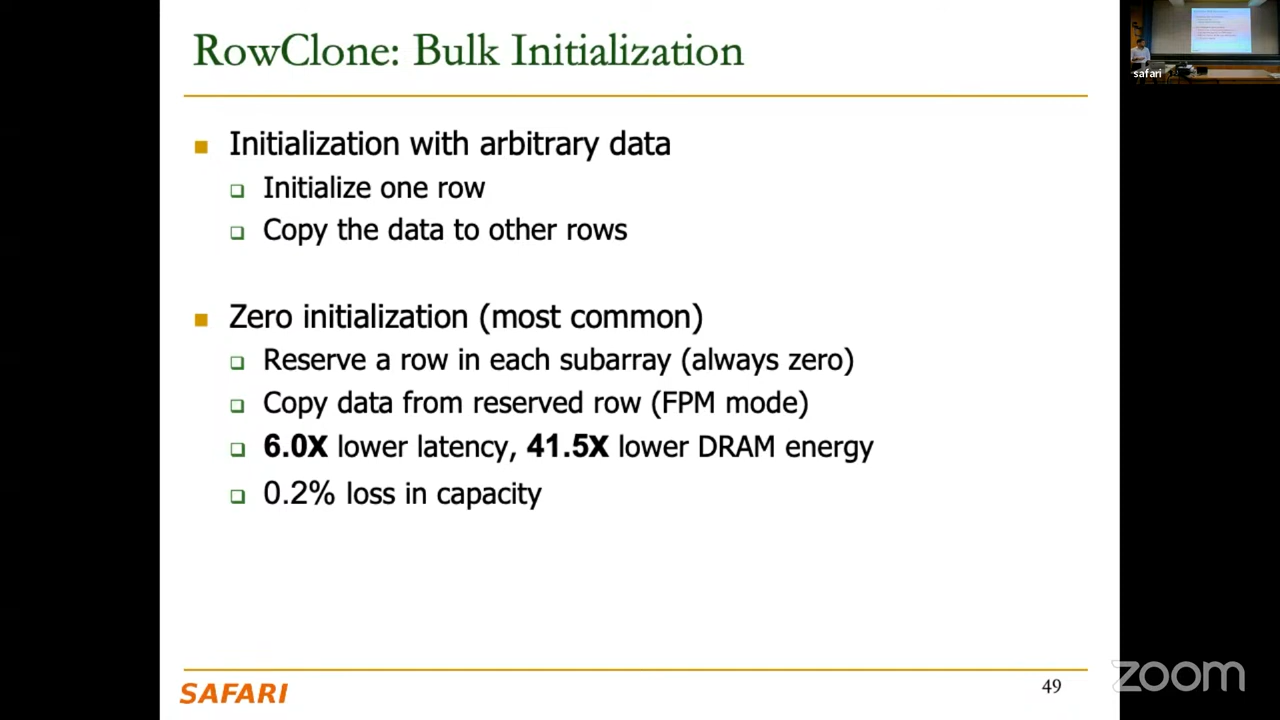 RowClone: Bulk Initialization
Initialization with arbitrary data
Initialize one row
Copy the data to other rows
Zero initialization (most common)
Reserve a row in each subarray (always zero)
Copy data from reserved row (FPM mode)
6.0X lower latency, 41.5X lower DRAM energy
0.2% loss in capacity
SAFARI
49
safari
zoom